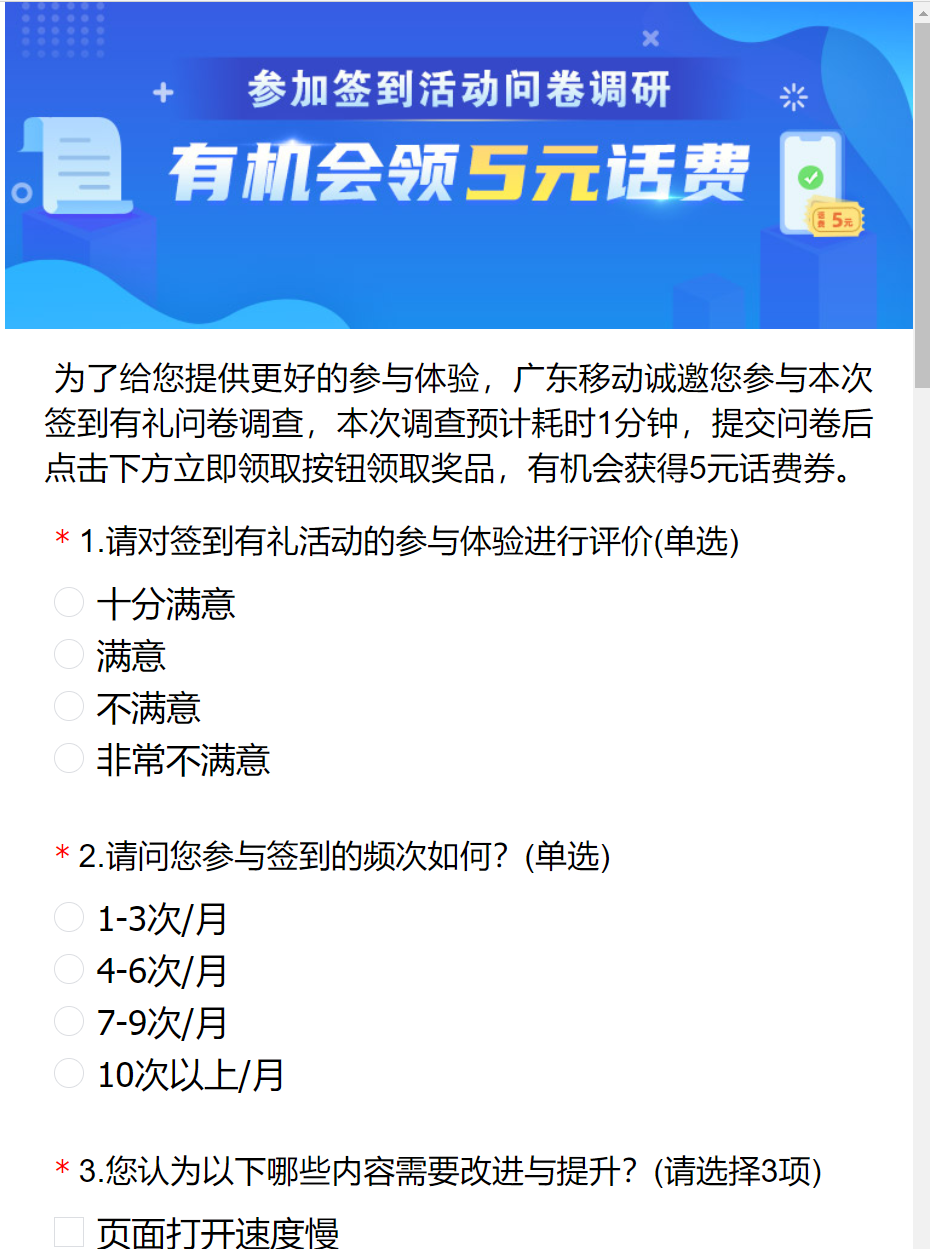 参加签到活动问卷调研
有机会领5元话费
话费 5元
为了给您提供更好的参与体验，广东移动诚邀您参与本次
签到有礼问卷调查，本次调查预计耗时1分钟，提交问卷后
点击下方立即领取按钮领取奖品，有机会获得5元话费券。
* 1.请对签到有礼活动的参与体验进行评价(单选)
十分满意
满意
不满意
非常不满意
* 2.请问您参与签到的频次如何？(单选)
1-3次/月
4-6次/月
7-9次/月
10次以上/月
* 3.您认为以下哪些内容需要改进与提升？(请选择3项)
页面打开速度慢